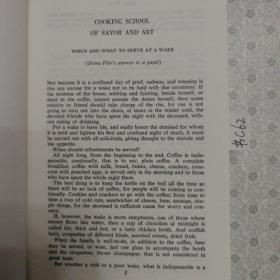 COOKING SCHOOL
OF SAVOR AND ART
WHEN AND WHAT TO SERVE AT A WAKE
(Dona Flor's answer to a pupil)
Not because it is a confused day of grief, sadness, and weeping is
this any excuse for a wake not to be held with due ceremony. If
the mistress of the house, sobbing and fainting, beside herself, or
dead in the coffin, cannot assume the duties herself, then some
relative or friend should take charge of the rite, for one is not
going to turn out into the night, at times in the winter cold, the
devoted friends who have spent the night there, with-
out eating or drinking.
For a wake to have life, and really honor the dead for whom
it is held and lighten his first and confused night of death, it must
be carried out with all solicitude, giving thought to the morale and
the appetite.
When should refreshments be served?
All night long, from the beginning to the end. Coffee is indis-
pensable, continually, that is to say, plain coffee. A complete
breakfast, coffee with milk, bread, butter, cheese,
with poached eggs, is served only in the morning and to those
who have spent the whole night there.
The best thing is to keep the kettle on the boil all the time so
there will be no lack of coffee, for people will be coming in con-
tinually. Cookies and crackers to go with the coffee; from time to
time a tray of cold cuts, sandwiches of cheese, ham, sausage, sim-
ple things, for the deceased is sufficient cause for worry and con-
cern.
If, however, the wake is more sumptuous, one of those where
money flows like water, then a cup of chocolate at midnight is
called for, thick and hot, or a tasty chicken broth. And codfish
balls, croquettes of different kinds, assorted sweets, dried fruit.
When the family is well-to-do, in addition to the coffee, beer
may be served, or wine, just one glass to accompany the broth
and the croquettes. Never champagne: that is not considered in
good taste.
But whether a rich or a poor wake, what is indispensable is a